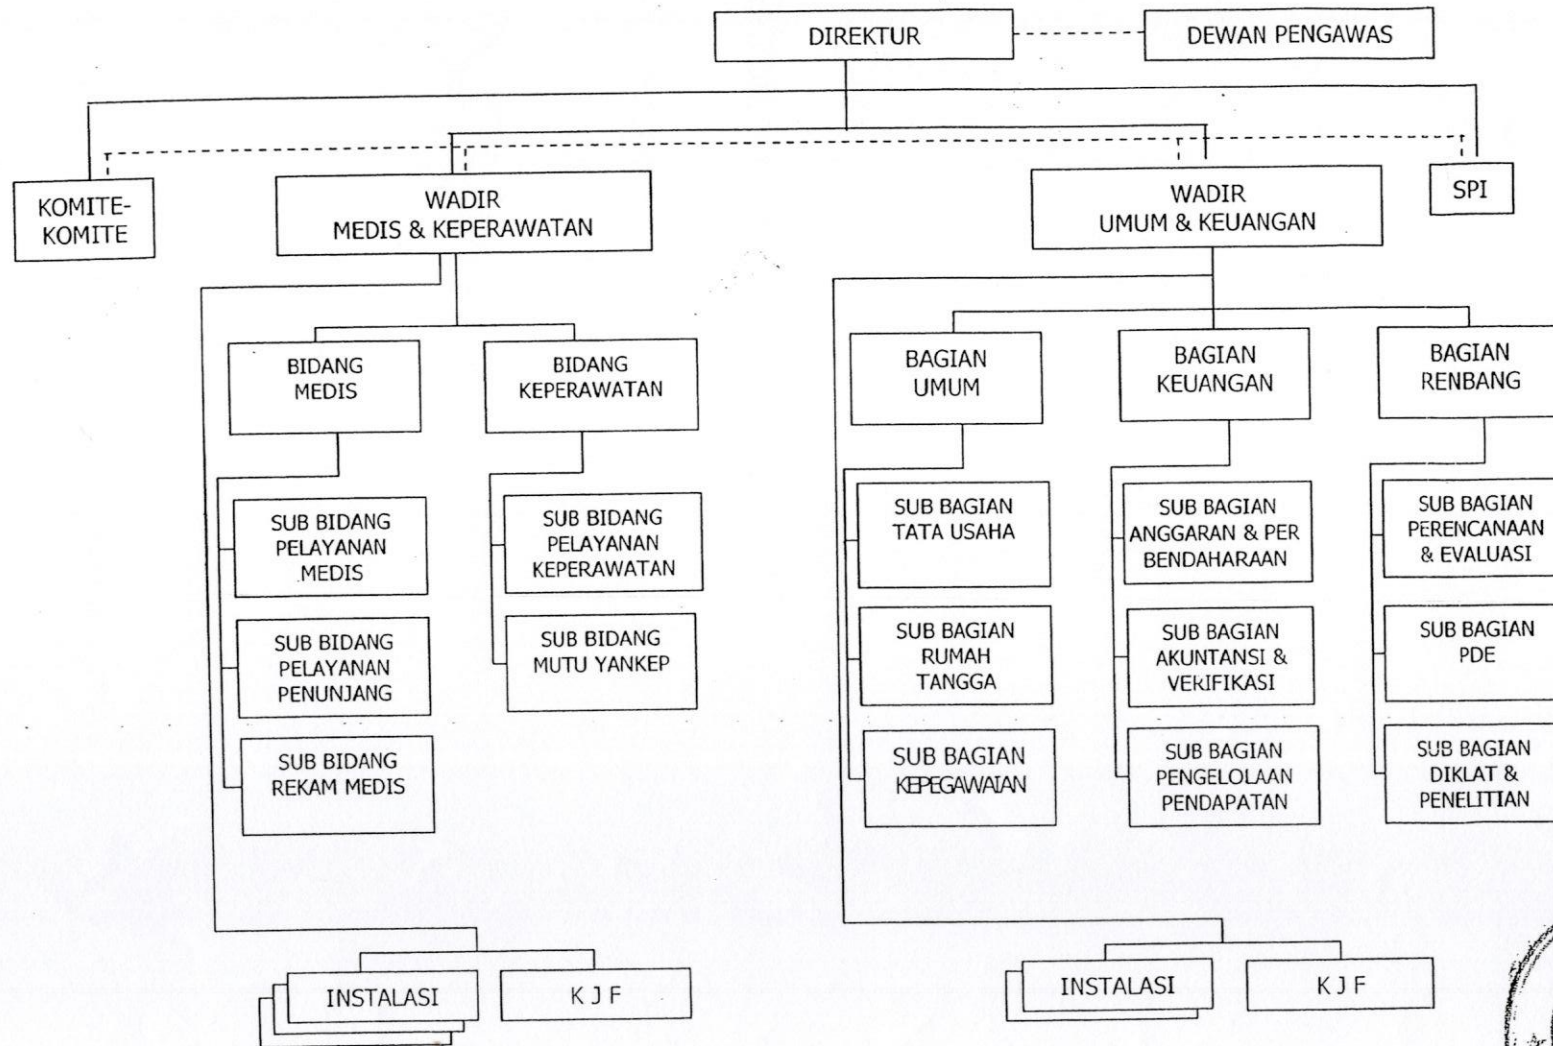 DIREKTUR
DEWAN PENGAWAS
KOMITE-
KOMITE
WADIR
MEDIS & KEPERAWATAN
WADIR
UMUM & KEUANGAN
SPI
BIDANG
MEDIS
BIDANG
KEPERAWATAN
BAGIAN
UMUM
BAGIAN
KEUANGAN
BAGIAN
RENBANG
SUB BIDANG
PELAYANAN
MEDIS
SUB BIDANG
PELAYANAN
KEPERAWATAN
SUB BAGIAN
TATA USAHA
SUB BAGIAN
ANGGARAN & PER
BENDAHARAAN
SUB BAGIAN
PERENCANAAN
& EVALUASI
SUB BIDANG
PELAYANAN
PENUNJANG
SUB BIDANG
MUTU YANKEP
SUB BAGIAN
RUMAH
TANGGA
SUB BAGIAN
AKUNTANSI &
VERIFIKASI
SUB BAGIAN
PDE
SUB BIDANG
REKAM MEDIS
SUB BAGIAN
KEPEGAWAIAN
SUB BAGIAN
PENGELOLAAN
PENDAPATAN
SUB BAGIAN
DIKLAT &
PENELITIAN
INSTALASI
K J F
INSTALASI
K J F